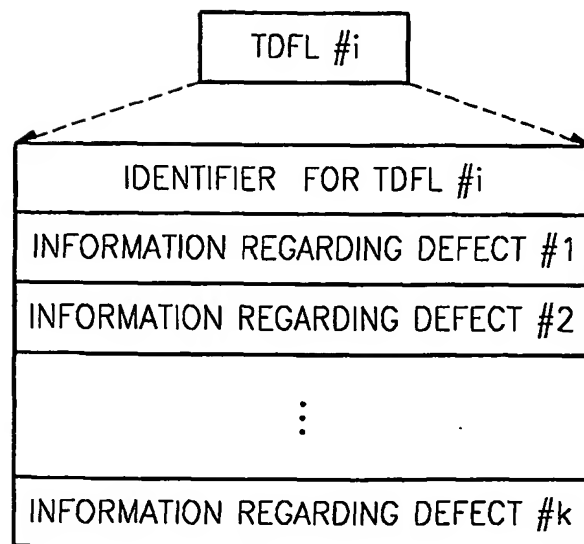 TDFL #i
IDENTIFIER FOR TDFL #i
INFORMATION REGARDING DEFECT #1
INFORMATION REGARDING DEFECT #2
⋮
INFORMATION REGARDING DEFECT #k